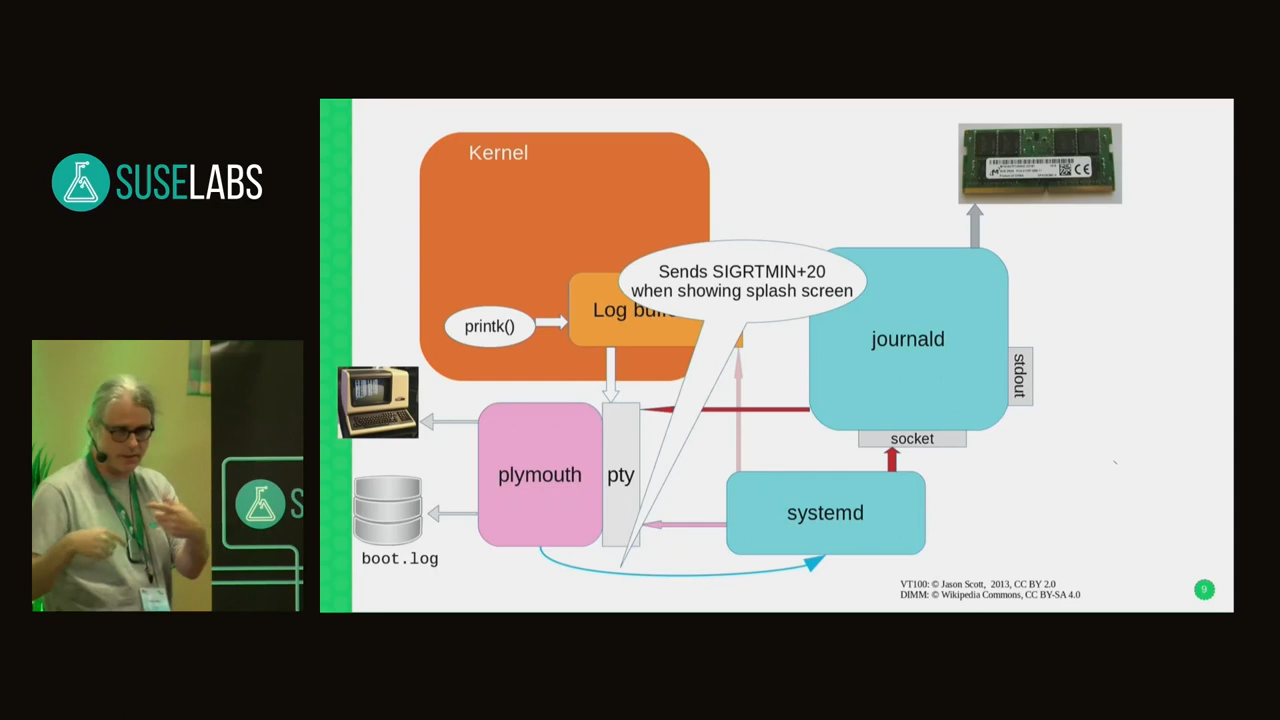 SUSELABS
Kernel
Sends SIGRTMIN+20
when showing splash screen
printk()
Log
journald
stdout
socket
plymouth
pty
systemd
boot.log
VT100: © Jason Scott, 2013, CC BY 2.0
DIMM: © Wikipedia Commons, CC BY-SA 4.0
9
S